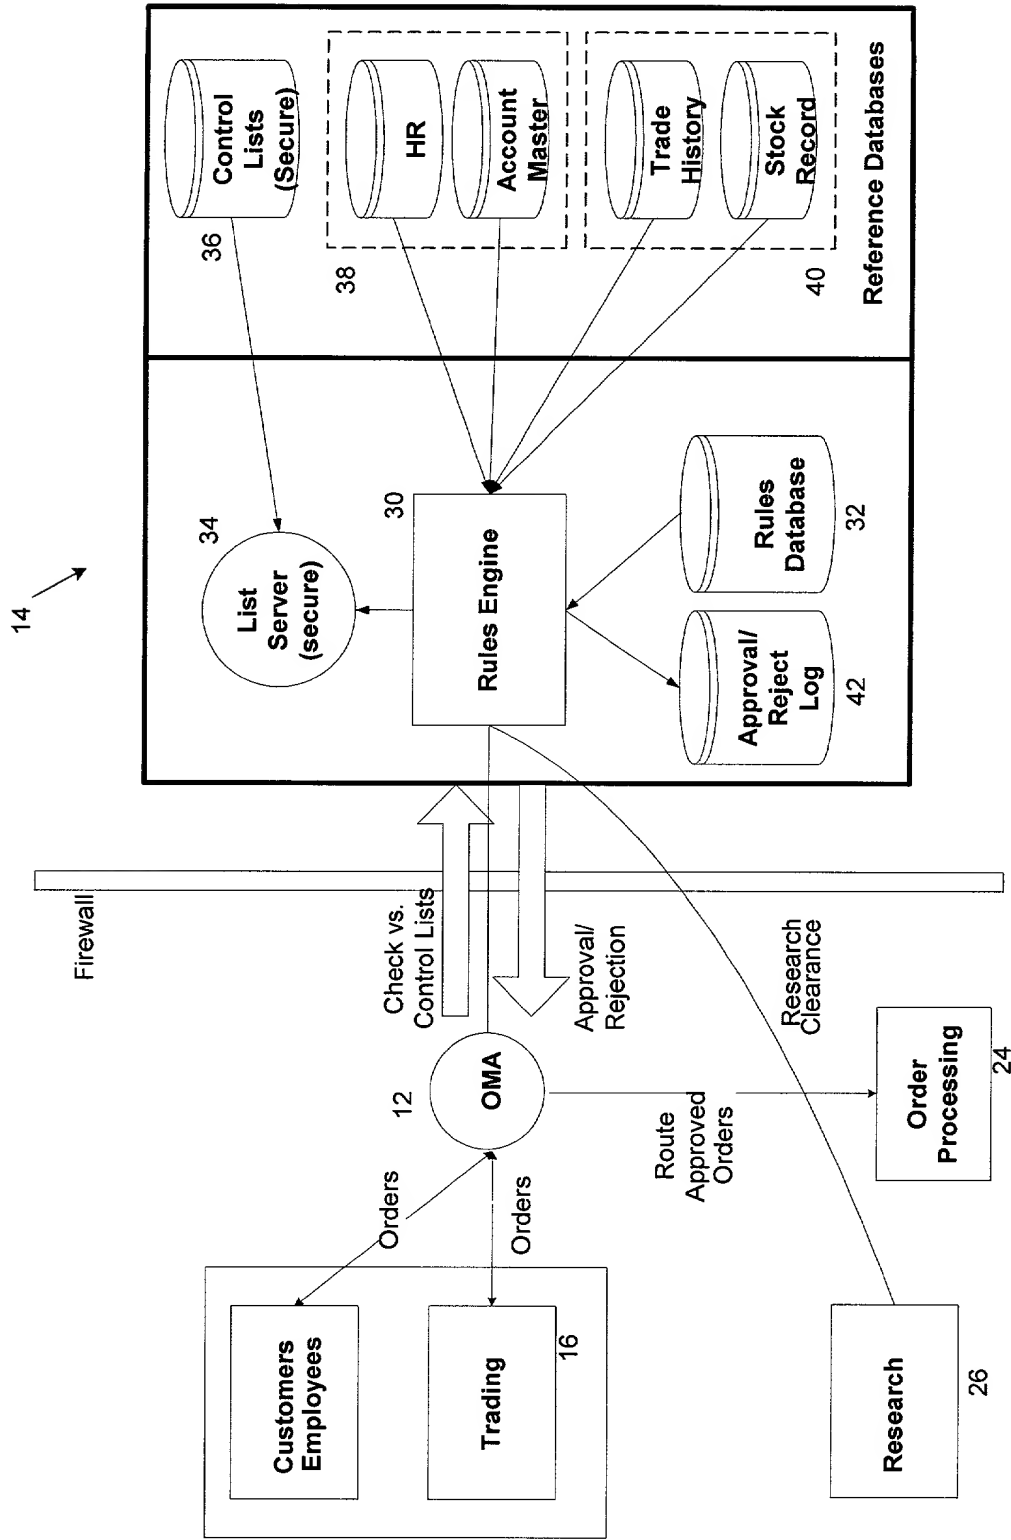 14
Firewall
Customers
Employees
Orders
Trading
16
Orders
12
OMA
Check vs.
Control Lists
Approval/
Rejection
Route
Approved
Orders
Research
Clearance
Research
26
Order
Processing
24
34
List
Server
(secure)
30
Rules Engine
Approval/
Reject
Log
42
Rules
Database
32
36
Control
Lists
(Secure)
38
HR
Account
Master
Trade
History
Stock
Record
40
Reference Databases